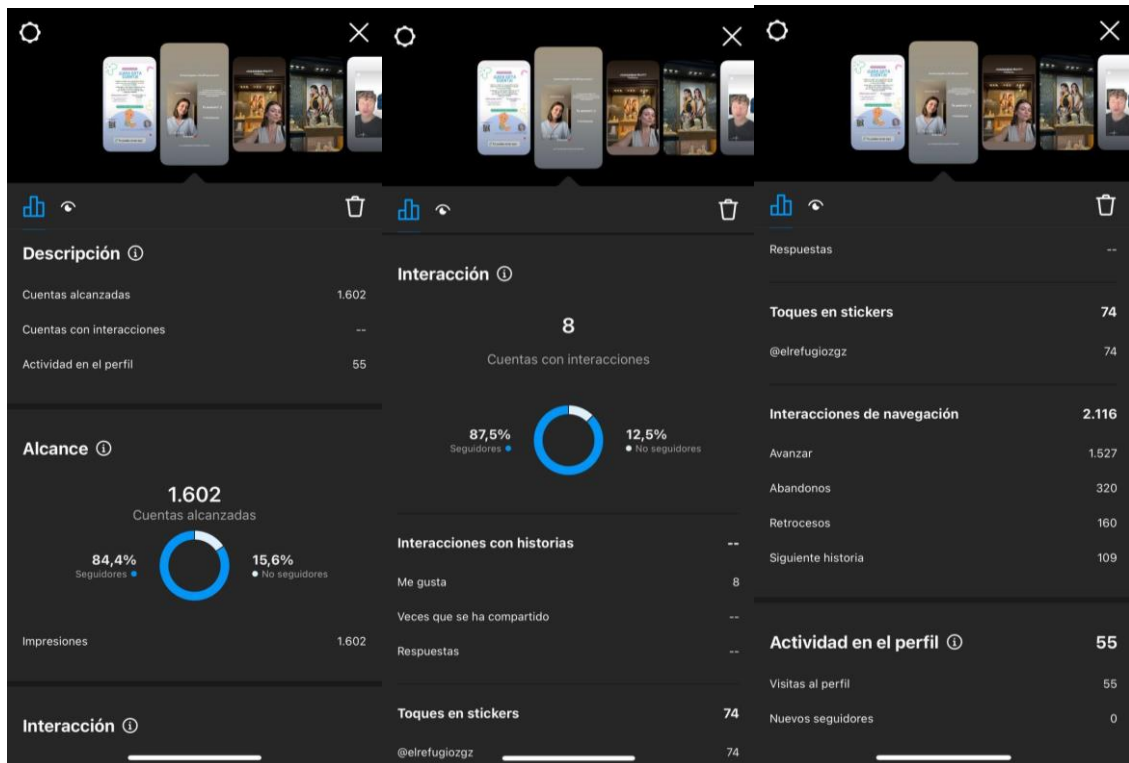 Descripción
Cuentas alcanzadas 1.602
Cuentas con interacciones --
Actividad en el perfil 55
Alcance
1.602
Cuentas alcanzadas
84,4% 15,6%
Seguidores No seguidores
Impresiones 1.602
Interacción
Interacción
8
Cuentas con interacciones
87,5% 12,5%
Seguidores No seguidores
Interacciones con historias --
Me gusta 8
Veces que se ha compartido --
Respuestas --
Toques en stickers 74
@elrefugiozgz 74
Respuestas --
Toques en stickers 74
@elrefugiozgz 74
Interacciones de navegación 2.116
Avanzar 1.527
Abandonos 320
Retrocesos 160
Siguiente historia 109
Actividad en el perfil 55
Visitas al perfil 55
Nuevos seguidores 0